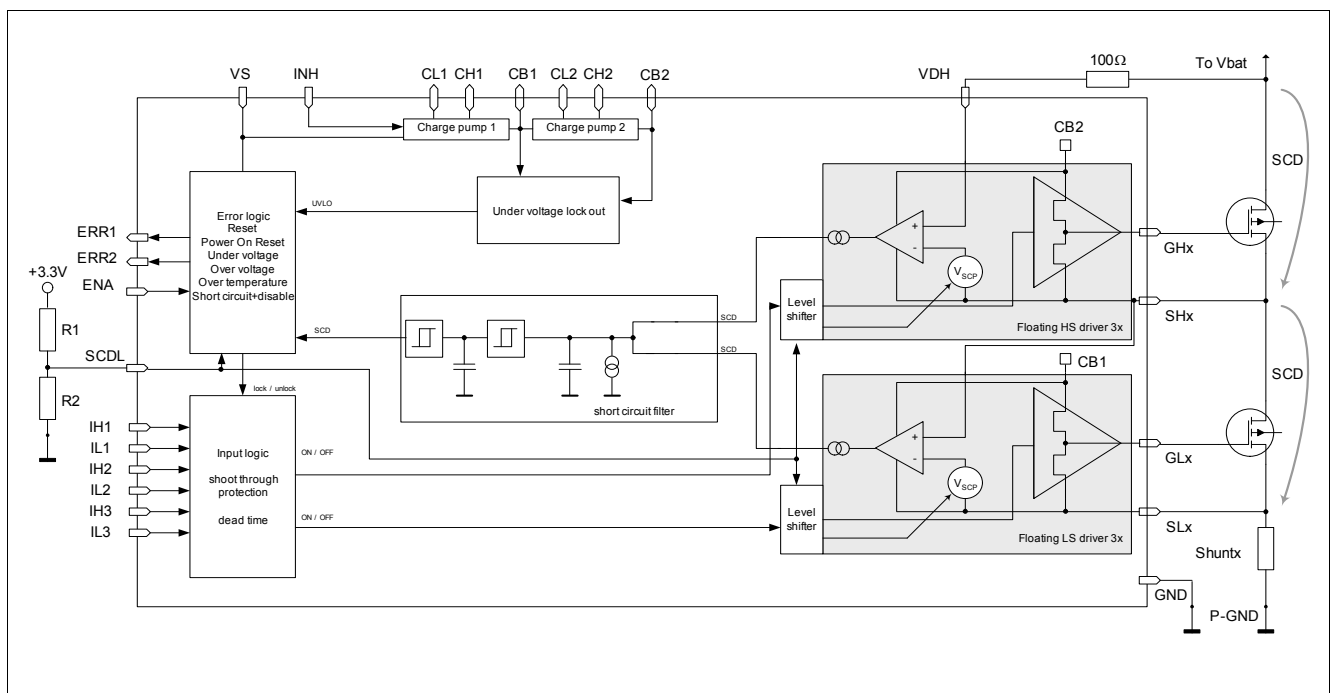 To Vbat
100Ω
VS
INH
CL1
CH1
CB1
CL2
CH2
CB2
VDH
Charge pump 1
Charge pump 2
CB2
SCD
Error logic
Reset
Power On Reset
Under voltage
Over voltage
Over temperature
Short circuit+disable
UVLO
Under voltage lock out
ERR1
ERR2
+3.3V
ENA
+
-
VSCP
GHx
Level
shifter
SHx
Floating HS driver 3x
R1
SCD
SCD
SCD
SCDL
CB1
SCD
R2
lock / unlock
short circuit filter
IH1
IL1
IH2
IL2
IH3
IL3
Input logic
shoot through
protection
dead time
ON / OFF
ON / OFF
+
-
VSCP
GLx
Level
shifter
SLx
Floating LS driver 3x
Shuntx
GND
P-GND